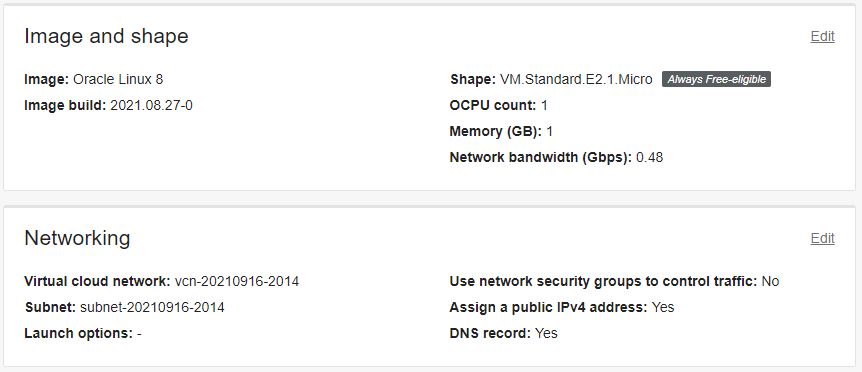 Image and shape
Edit
Image: Oracle Linux 8
Image build: 2021.08.27-0
Shape: VM.Standard.E2.1.Micro Always Free-eligible
OCPU count: 1
Memory (GB): 1
Network bandwidth (Gbps): 0.48
Networking
Edit
Virtual cloud network: vcn-20210916-2014
Subnet: subnet-20210916-2014
Launch options: -
Use network security groups to control traffic: No
Assign a public IPv4 address: Yes
DNS record: Yes